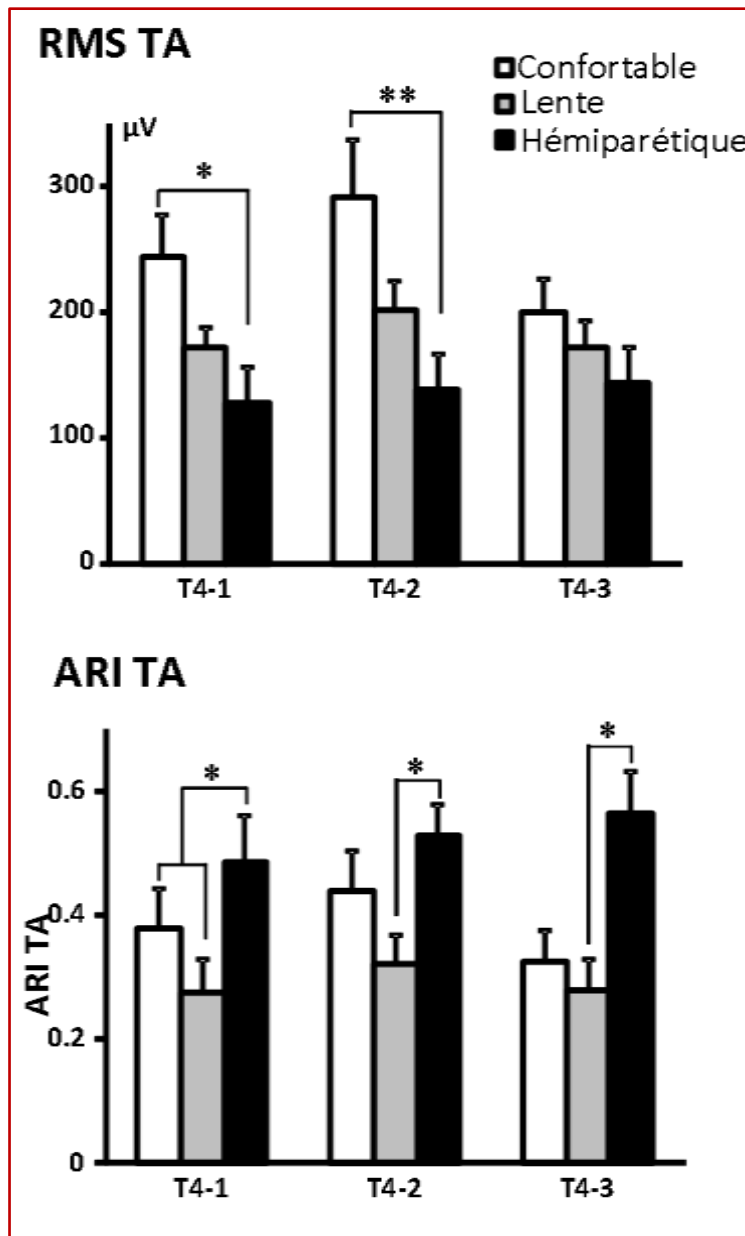 RMS TA
Confortable
Lente
Hémiparétique
µV
300
200
100
0
*
**
T4-1 T4-2 T4-3
ARI TA
ARI TA
0.6
0.4
0.2
0
*
*
*
T4-1 T4-2 T4-3